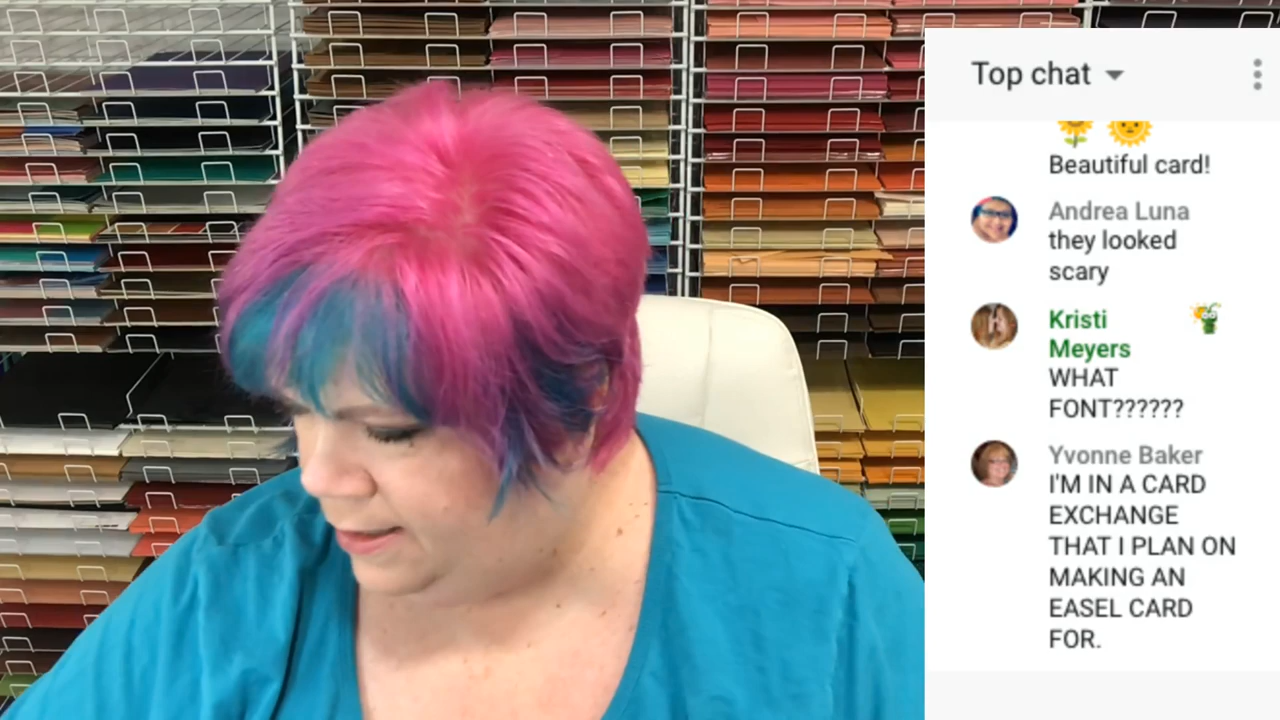 Top chat
Beautiful card!
Andrea Luna
they looked
scary
Kristi
Meyers
WHAT
FONT??????
Yvonne Baker
I'M IN A CARD
EXCHANGE
THAT I PLAN ON
MAKING AN
EASEL CARD
FOR.